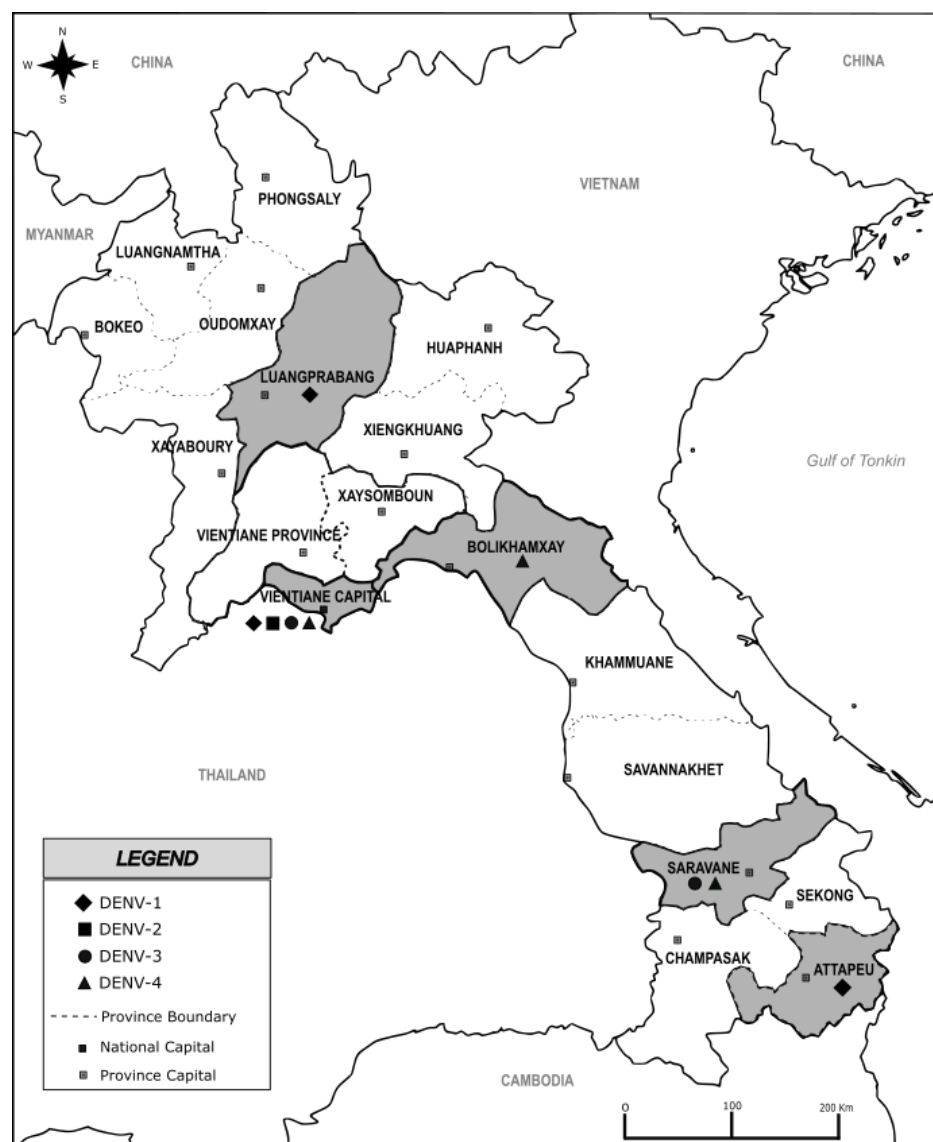 N
W E
S
CHINA
CHINA
VIETNAM
PHONGSALY
MYANMAR
LUANGNAMTHA
BOKEO
OUDOMXAY
HUAPHANH
LUANGPRABANG
XIENGKHUANG
XAYABOURY
Gulf of Tonkin
XAYSOMBOUN
VIENTIANE PROVINCE
BOLIKHAMXAY
VIENTIANE CAPITAL
KHAMMUANE
THAILAND
SAVANNAKHET
SARAVANE
SEKONG
CHAMPASAK
ATTAPEU
CAMBODIA
LEGEND
DENV-1
DENV-2
DENV-3
DENV-4
Province Boundary
National Capital
Province Capital
0 100 200 Km